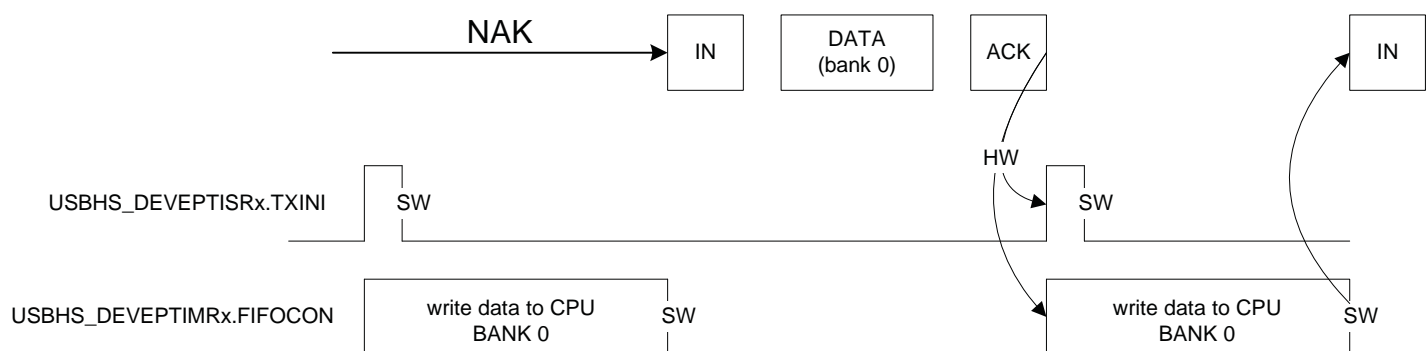 NAK
IN
DATA
(bank 0)
ACK
IN
HW
USBHS_DEVEPTISRx.TXINI
SW
SW
USBHS_DEVEPTIMRx.FIFOCON
write data to CPU
BANK 0
SW
write data to CPU
BANK 0
SW